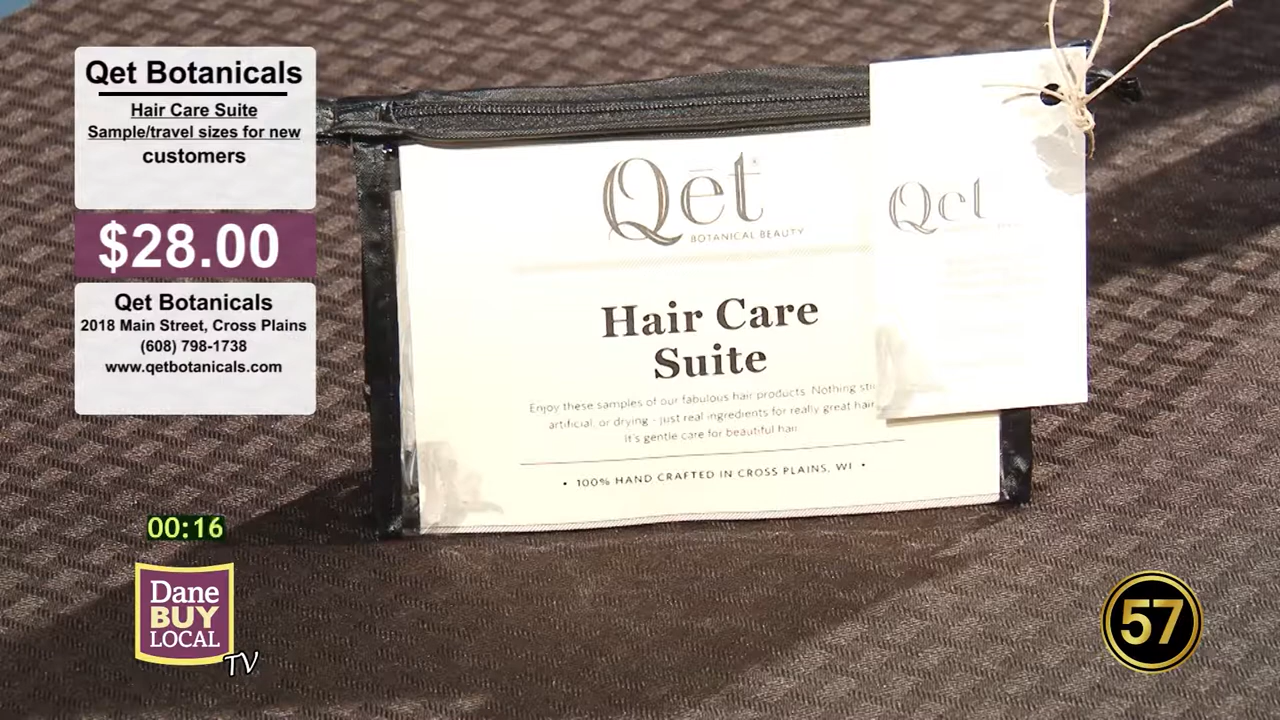 Qet Botanicals
Hair Care Suite
Sample/travel sizes for new
customers
$28.00
Qet Botanicals
2018 Main Street, Cross Plains
(608) 798-1738
www.qetbotanicals.com
00:16
Dane
BUY
LOCAL
TV
Qēt®
BOTANICAL BEAUTY
Hair Care
Suite
Enjoy these samples of our fabulous hair products. Nothing
artificial, or drying - just real ingredients for really great hair
It's gentle care for beautiful hair.
• 100% HAND CRAFTED IN CROSS PLAINS, WI •
Qēt
57